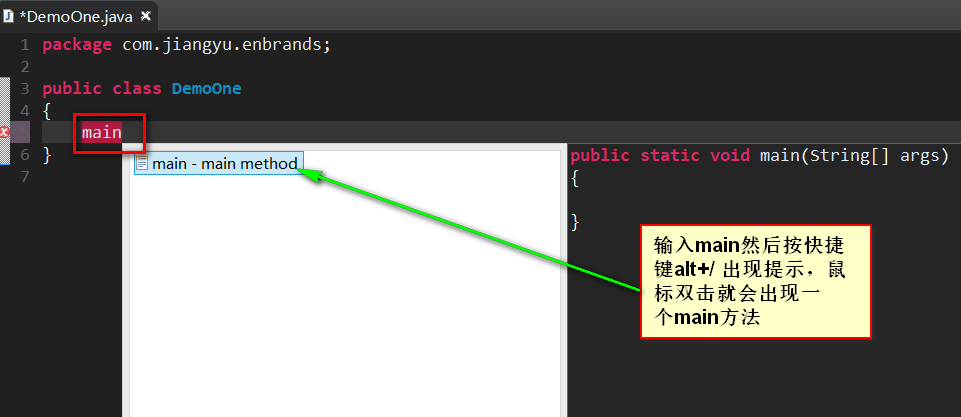 *DemoOne.java
1 package com.jiangyu.enbrands;
2
3 public class DemoOne
4 {
main
6 }
7
main - main method
public static void main(String[] args)
{
}
输入main然后按快捷
键alt+/ 出现提示，鼠
标双击就会出现一
个main方法